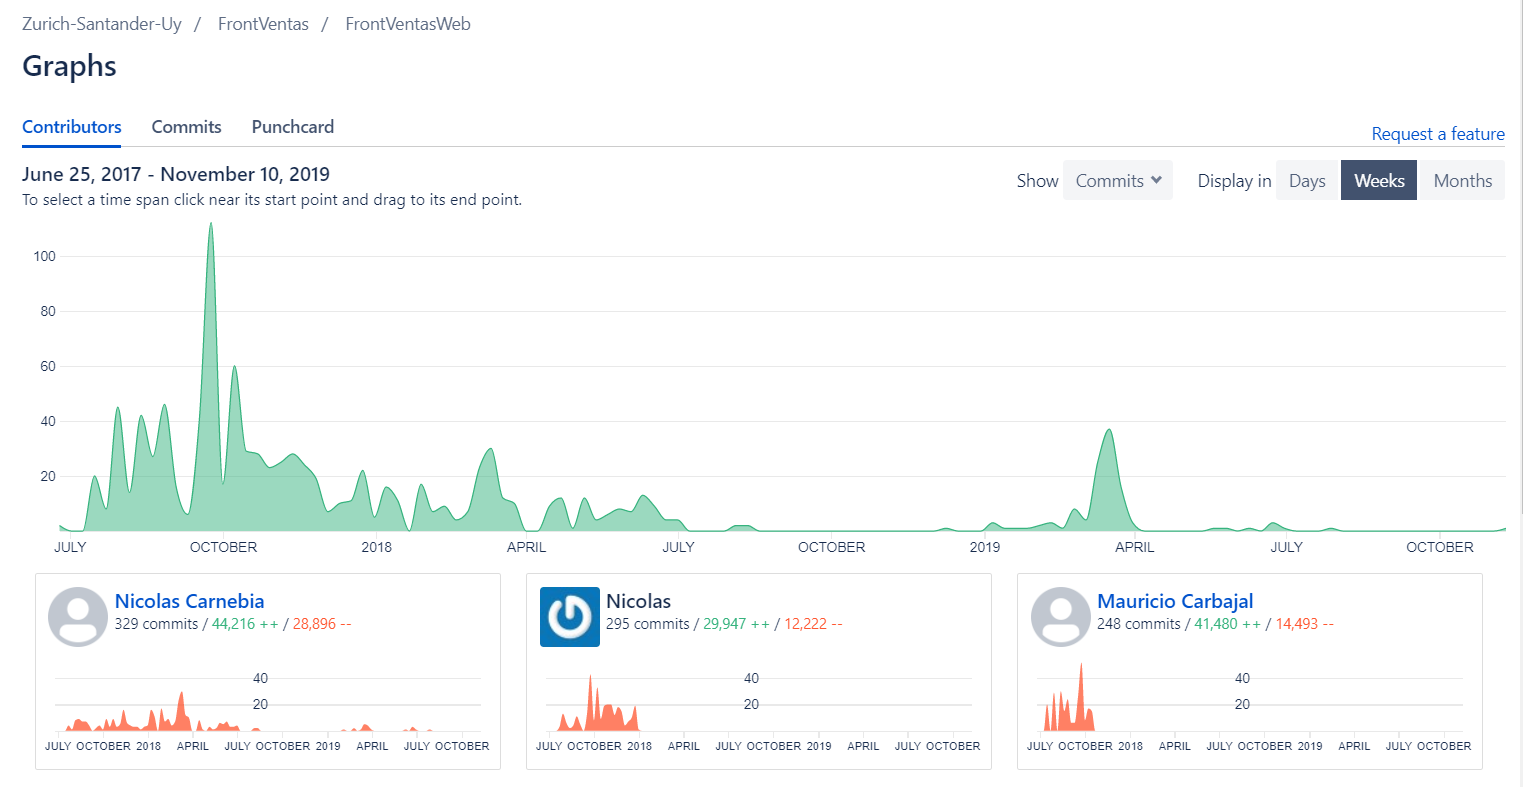 Zurich-Santander-Uy / FrontVentas / FrontVentasWeb
Graphs
Contributors Commits Punchcard
Request a feature
June 25, 2017 - November 10, 2019
To select a time span click near its start point and drag to its end point.
Show Commits Display in Days Weeks Months
100
80
60
40
20
JULY OCTOBER 2018 APRIL JULY OCTOBER 2019 APRIL JULY OCTOBER
Nicolas Carnebia
329 commits / 44,216 ++ / 28,896 --
40
20
JULY OCTOBER 2018 APRIL JULY OCTOBER 2019 APRIL JULY OCTOBER
Nicolas
295 commits / 29,947 ++ / 12,222 --
40
20
JULY OCTOBER 2018 APRIL JULY OCTOBER 2019 APRIL JULY OCTOBER
Mauricio Carbajal
248 commits / 41,480 ++ / 14,493 --
40
20
JULY OCTOBER 2018 APRIL JULY OCTOBER 2019 APRIL JULY OCTOBER